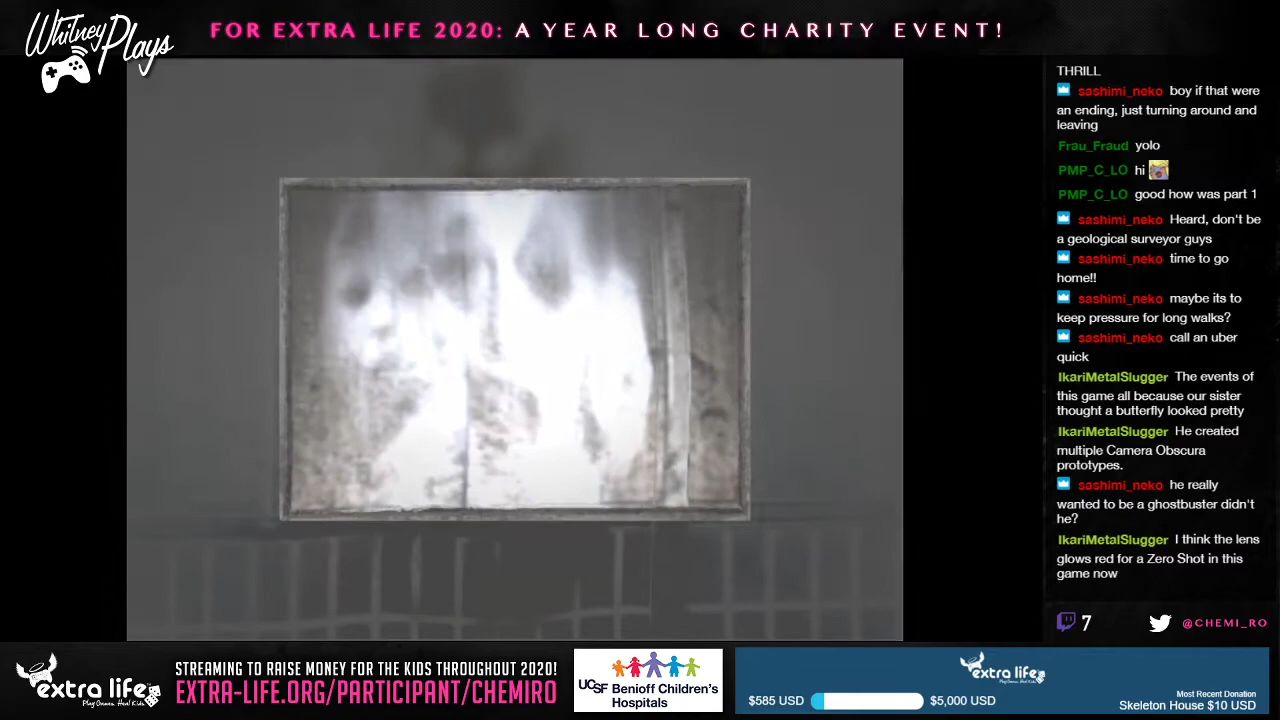 Whitney Plays
FOR EXTRA LIFE 2020: A YEAR LONG CHARITY EVENT!
THRILL
sashimi_neko boy if that were
an ending, just turning around and
leaving
Frau_Fraud yolo
PMP_C_LO hi
PMP_C_LO good how was part 1
sashimi_neko Heard, don't be
a geological surveyor guys
sashimi_neko time to go
home!!
sashimi_neko maybe its to
keep pressure for long walks?
sashimi_neko call an uber
quick
IkariMetalSlugger The events of
this game all because our sister
thought a butterfly looked pretty
IkariMetalSlugger He created
multiple Camera Obscura
prototypes.
sashimi_neko he really
wanted to be a ghostbuster didn't
he?
IkariMetalSlugger I think the lens
glows red for a Zero Shot in this
game now
7 @CHEMI_RO
extra life
Play Games. Heal Kids.
STREAMING TO RAISE MONEY FOR THE KIDS THROUGHOUT 2020!
EXTRA-LIFE.ORG/PARTICIPANT/CHEMIRO
UCSF Benioff Children's
Hospitals
extra life
$585 USD $5,000 USD
Most Recent Donation
Skeleton House $10 USD